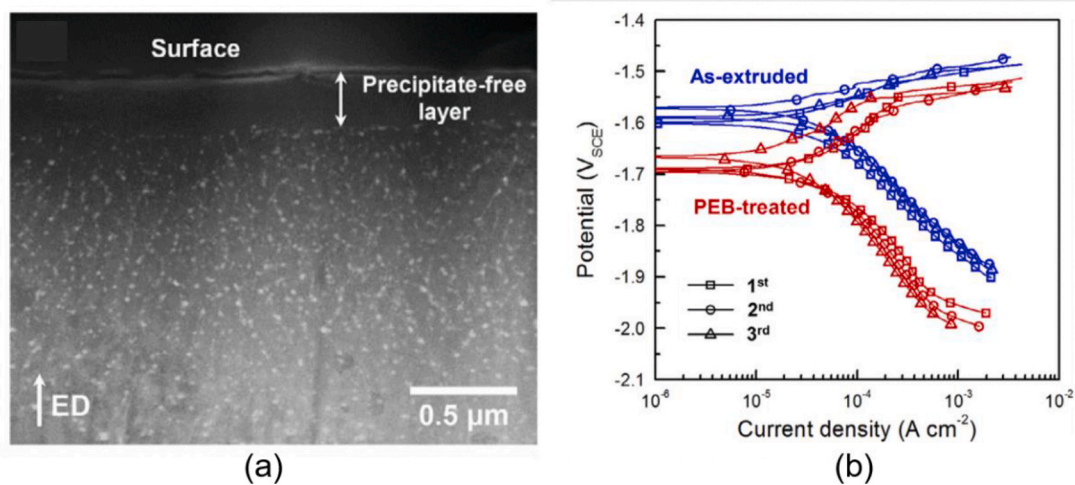 Surface
Precipitate-free
layer
ED
0.5 µm
(a)
-1.4
-1.5
-1.6
-1.7
-1.8
-1.9
-2.0
-2.1
Potential (V_SCE)
As-extruded
PEB-treated
1st
2nd
3rd
10-6
10-5
10-4
10-3
10-2
Current density (A cm-2)
(b)